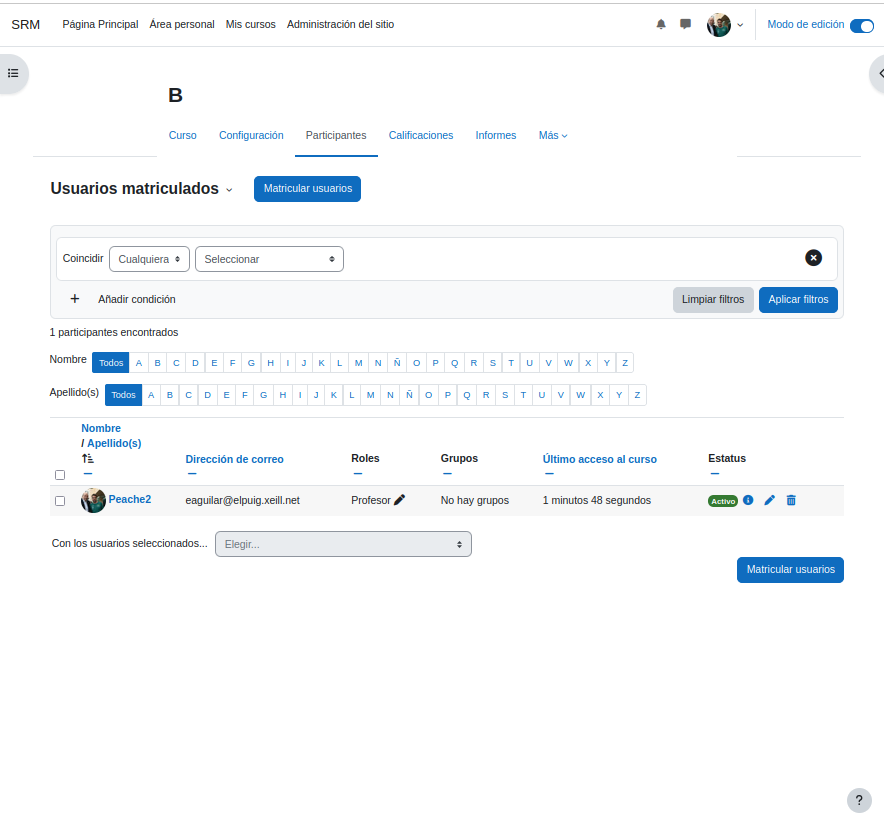 SRM Página Principal Área personal Mis cursos Administración del sitio Modo de edición
B
Curso Configuración Participantes Calificaciones Informes Más
Usuarios matriculados Matricular usuarios
Coincidir Cualquiera Seleccionar
+ Añadir condición Limpiar filtros Aplicar filtros
1 participantes encontrados
Nombre Todos A B C D E F G H I J K L M N Ñ O P Q R S T U V W X Y Z
Apellido(s) Todos A B C D E F G H I J K L M N Ñ O P Q R S T U V W X Y Z
Nombre
/ Apellido(s)
Dirección de correo Roles Grupos Último acceso al curso Estatus
Peache2 eaguilar@elpuig.xeill.net Profesor No hay grupos 1 minutos 48 segundos Activo
Con los usuarios seleccionados... Elegir...
Matricular usuarios
?